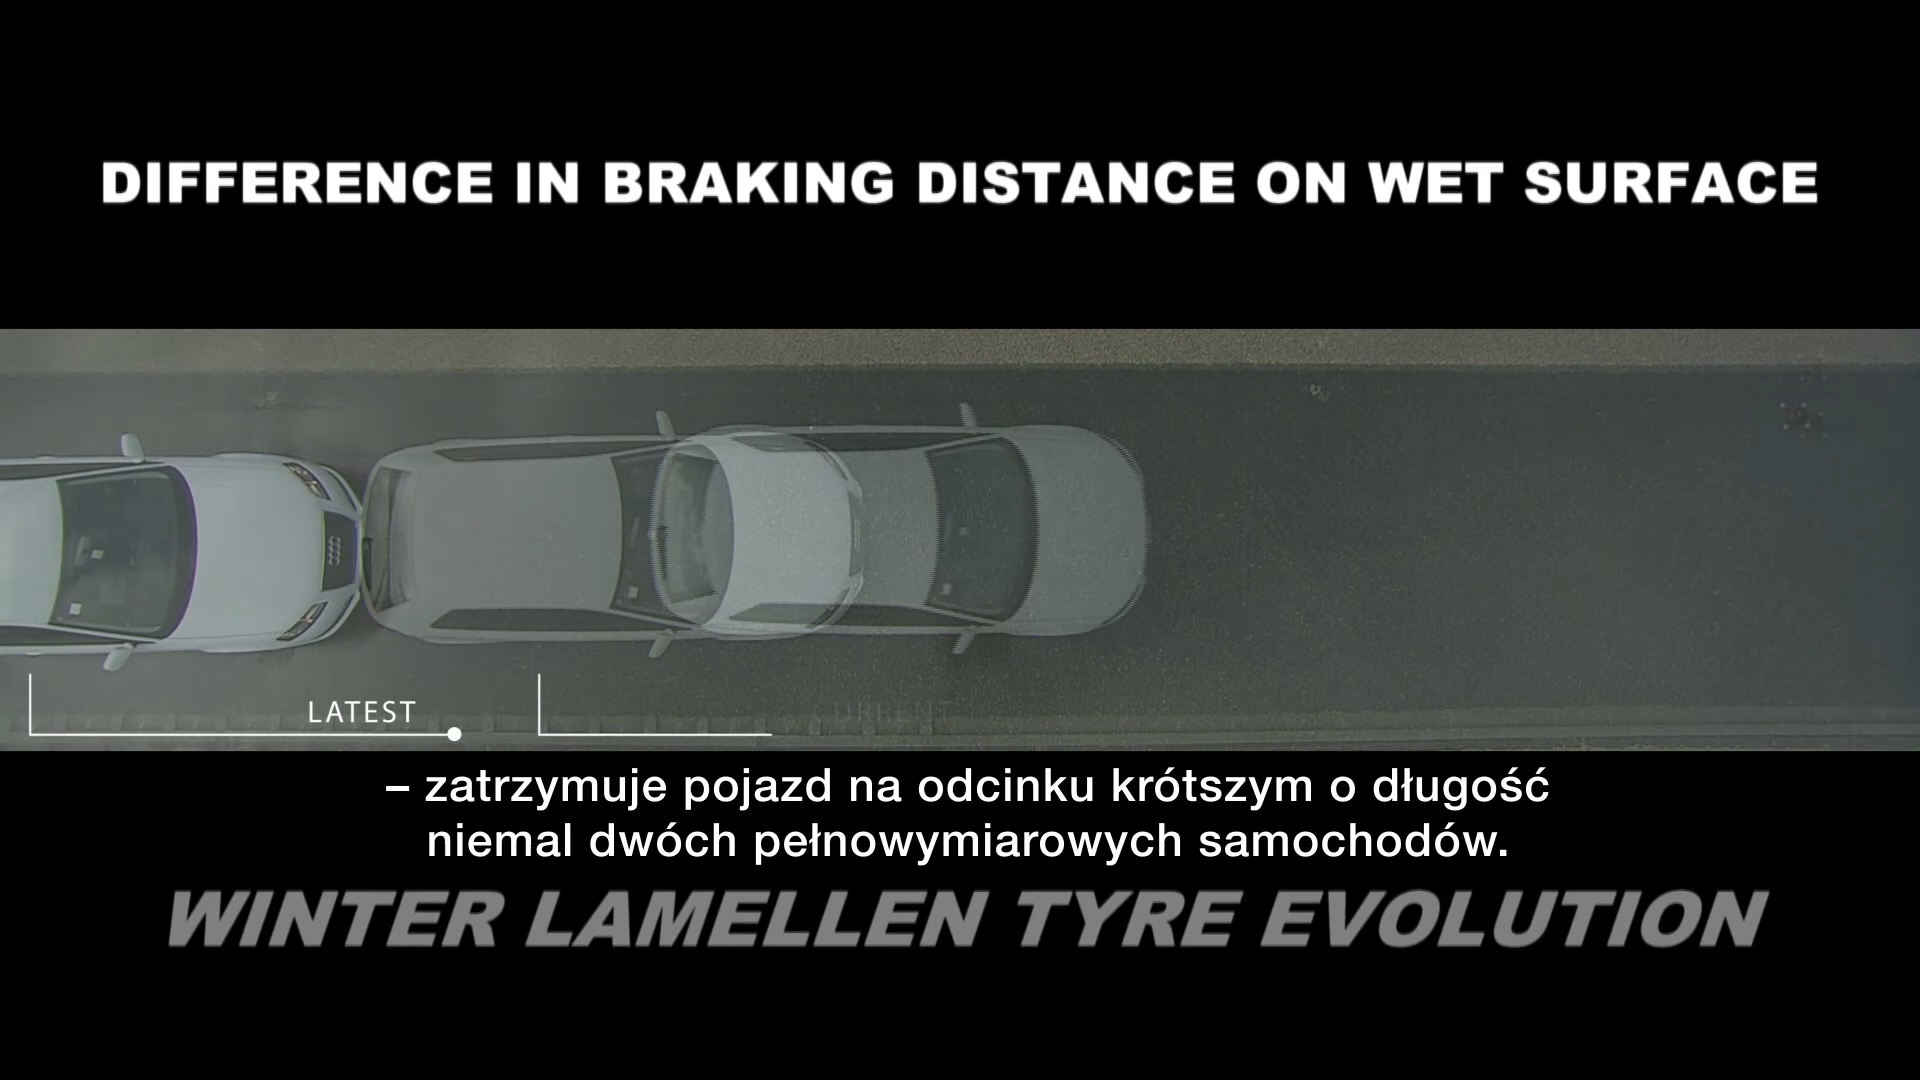 DIFFERENCE IN BRAKING DISTANCE ON WET SURFACE
LATEST
– zatrzymuje pojazd na odcinku krótszym o długość
niemal dwóch pełnowymiarowych samochodów.
WINTER LAMELLEN TYRE EVOLUTION